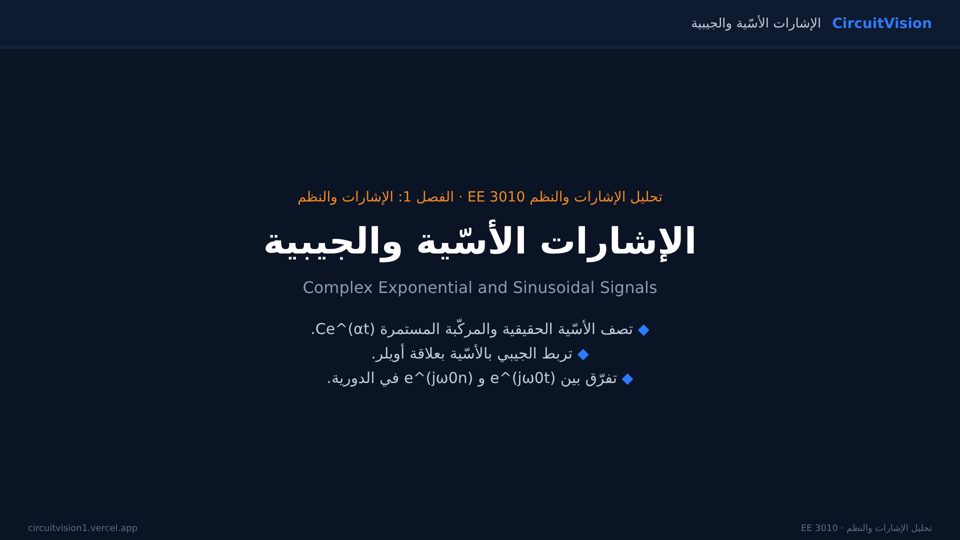 CircuitVision الإشارات الأسّية والجيبية
تحليل الإشارات والنظم EE 3010 · الفصل 1: الإشارات والنظم
الإشارات الأسّية والجيبية
Complex Exponential and Sinusoidal Signals
◆ تصف الأسّية الحقيقية والمركّبة المستمرة Ce^(αt).
◆ تربط الجيبي بالأسّية بعلاقة أويلر.
◆ تفرّق بين e^(jω0t) و e^(jω0n) في الدورية.
circuitvision1.vercel.app
تحليل الإشارات والنظم · EE 3010